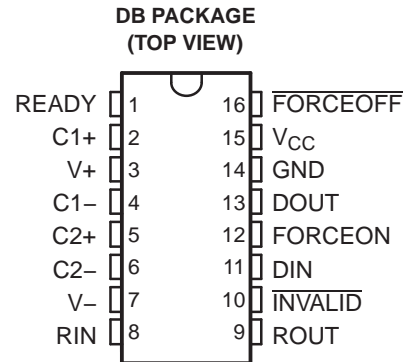 DB PACKAGE
(TOP VIEW)
READY 1 16 FORCEOFF
C1+ 2 15 VCC
V+ 3 14 GND
C1− 4 13 DOUT
C2+ 5 12 FORCEON
C2− 6 11 DIN
V− 7 10 INVALID
RIN 8 9 ROUT